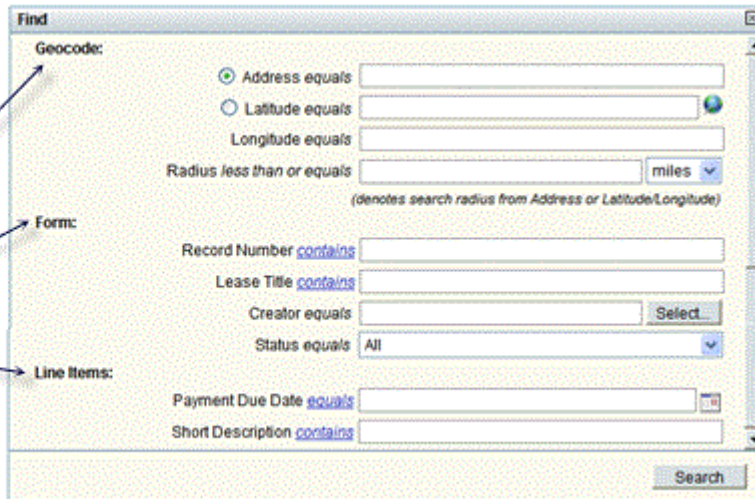 Find
Geocode:
Address equals
Latitude equals
Longitude equals
Radius less than or equals miles
(denotes search radius from Address or Latitude/Longitude)
Form:
Record Number contains
Lease Title contains
Creator equals Select...
Status equals All
Line Items:
Payment Due Date equals
Short Description contains
Search